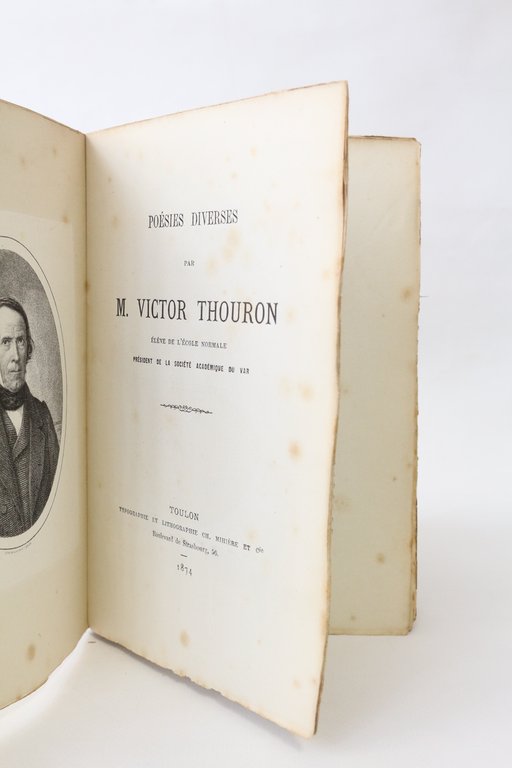 POÉSIES DIVERSES
PAR
M. VICTOR THOURON
ÉLÈVE DE L'ÉCOLE NORMALE
PRÉSIDENT DE LA SOCIÉTÉ ACADÉMIQUE DU VAR
TOULON
TYPOGRAPHIE ET LITHOGRAPHIE CH. MIHIÈRE ET Cie
Boulevard de Strasbourg, 56.
1874